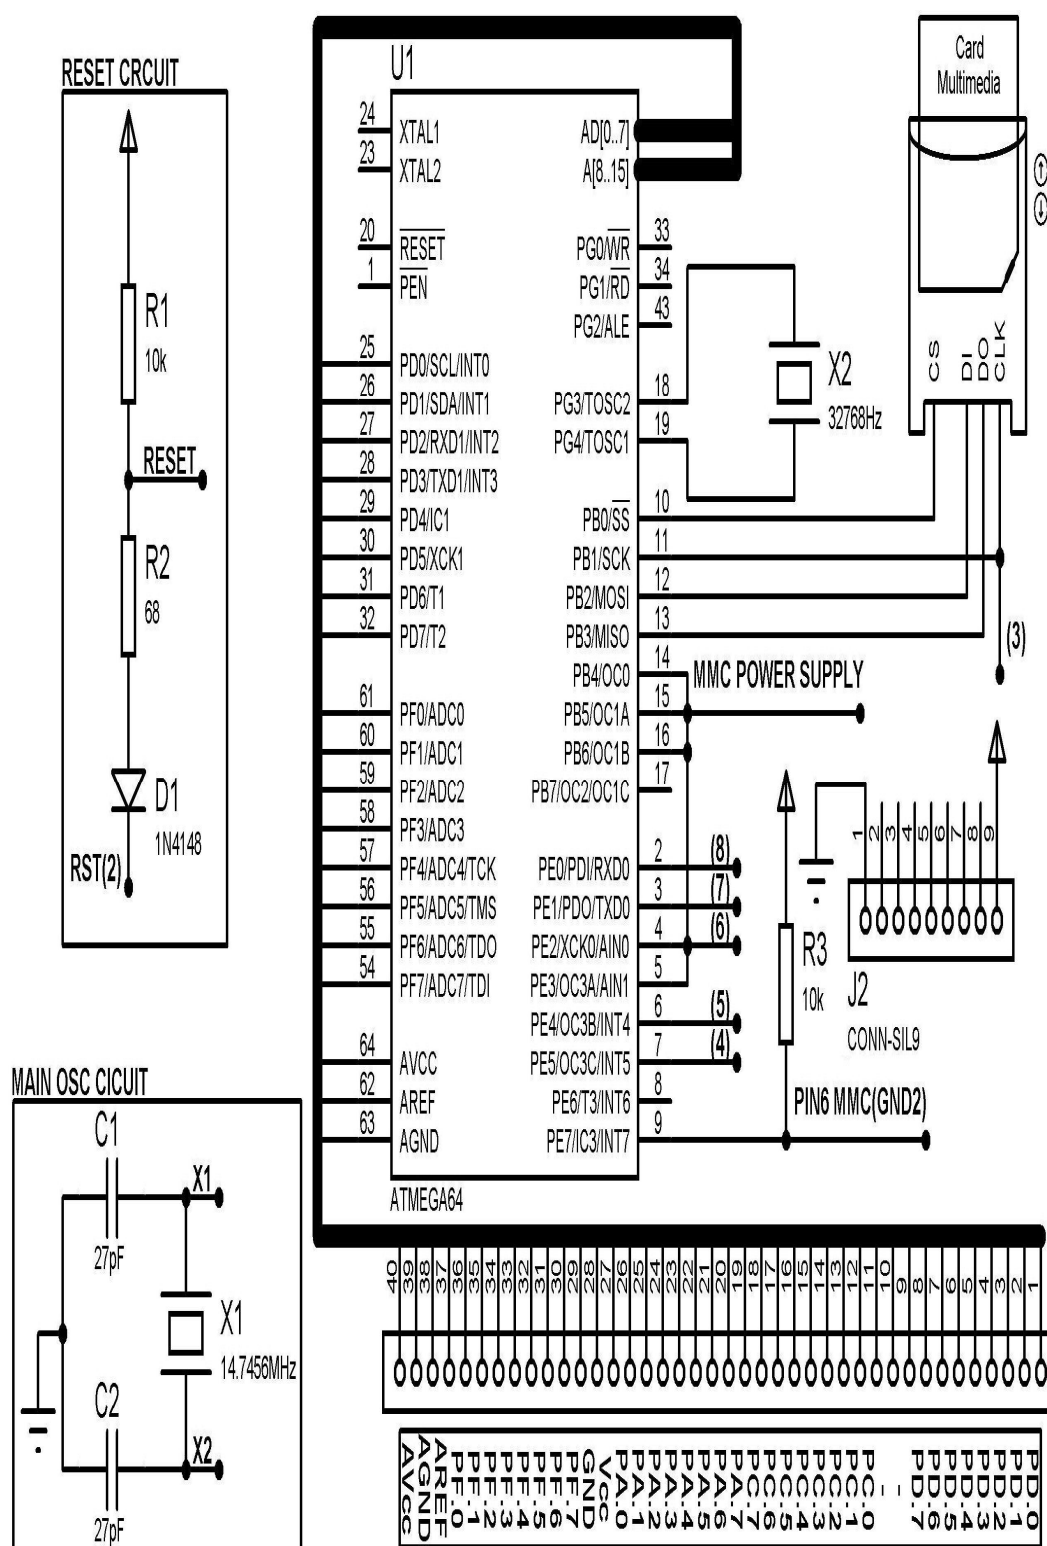 RESET CRCUIT
R1
10k
RESET
R2
68
D1
1N4148
RST(2)
MAIN OSC CICUIT
C1
X1
27pF
X1
14.7456MHz
C2
X2
27pF
U1
24 XTAL1
23 XTAL2
20 RESET
1 PEN
25 PD0/SCL/INT0
26 PD1/SDA/INT1
27 PD2/RXD1/INT2
28 PD3/TXD1/INT3
29 PD4/IC1
30 PD5/XCK1
31 PD6/T1
32 PD7/T2
61 PF0/ADC0
60 PF1/ADC1
59 PF2/ADC2
58 PF3/ADC3
57 PF4/ADC4/TCK
56 PF5/ADC5/TMS
55 PF6/ADC6/TDO
54 PF7/ADC7/TDI
64 AVCC
62 AREF
63 AGND
AD[0..7]
A[8..15]
PG0/WR 33
PG1/RD 34
PG2/ALE 43
PG3/TOSC2 18
PG4/TOSC1 19
PB0/SS 10
PB1/SCK 11
PB2/MOSI 12
PB3/MISO 13
PB4/OC0 14
PB5/OC1A 15
PB6/OC1B 16
PB7/OC2/OC1C 17
PE0/PDI/RXD0 2 (8)
PE1/PDO/TXD0 3 (7)
PE2/XCK0/AIN0 4 (6)
PE3/OC3A/AIN1 5
PE4/OC3B/INT4 6 (5)
PE5/OC3C/INT5 7 (4)
PE6/T3/INT6 8
PE7/IC3/INT7 9
ATMEGA64
X2
32768Hz
Card
Multimedia
CS
DI
DO
CLK
(3)
MMC POWER SUPPLY
1
2
3
4
5
6
7
8
9
J2
CONN-SIL9
R3
10k
PIN6 MMC(GND2)
40
39
38
37
36
35
34
33
32
31
30
29
28
27
26
25
24
23
22
21
20
19
18
17
16
15
14
13
12
11
10
9
8
7
6
5
4
3
2
1
AVcc
AGND
AREF
PF.0
PF.1
PF.2
PF.3
PF.4
PF.5
PF.6
PF.7
GND
Vcc
PA.0
PA.1
PA.2
PA.3
PA.4
PA.5
PA.6
PA.7
PC.7
PC.6
PC.5
PC.4
PC.3
PC.2
PC.1
PC.0
-
-
PD.7
PD.6
PD.5
PD.4
PD.3
PD.2
PD.1
PD.0